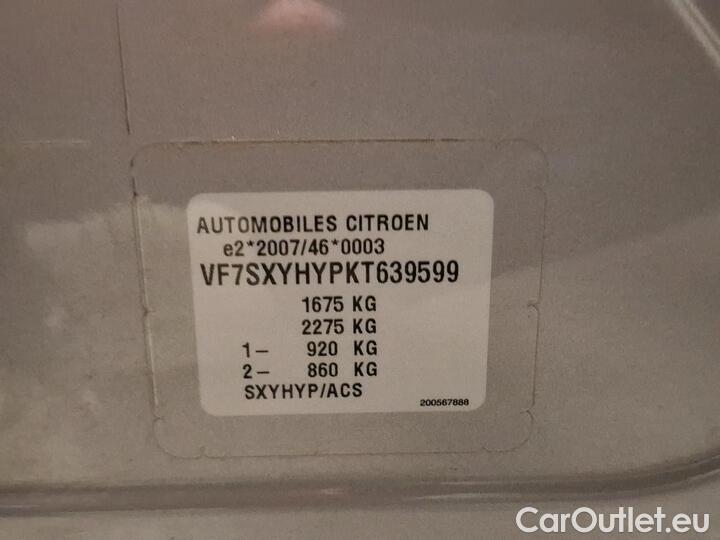 AUTOMOBILES CITROEN
e2*2007/46*0003
VF7SXYHYPKT639599
1675 KG
2275 KG
1- 920 KG
2- 860 KG
SXYHYP/ACS
200567888
CarOutlet.eu